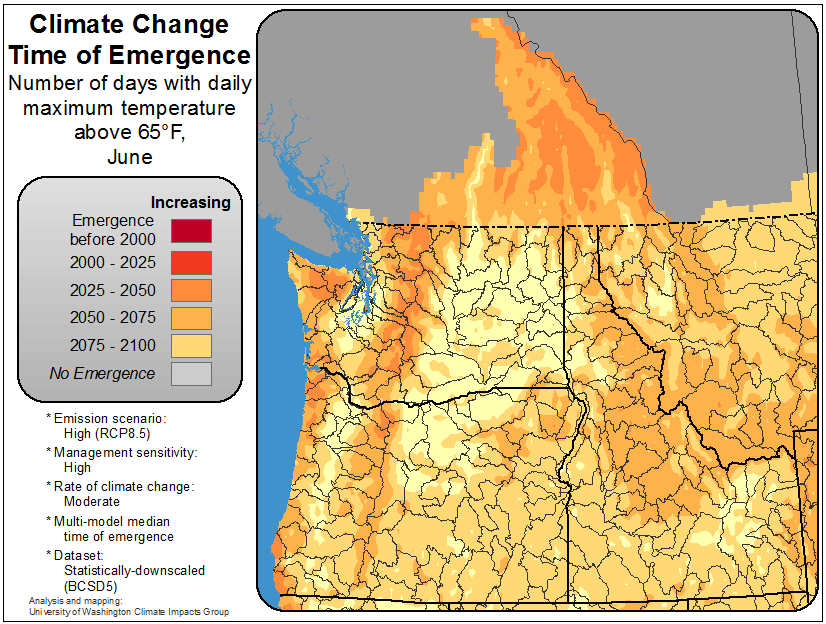 Climate Change
Time of Emergence
Number of days with daily
maximum temperature
above 65°F,
June
Increasing
Emergence
before 2000
2000 - 2025
2025 - 2050
2050 - 2075
2075 - 2100
No Emergence
* Emission scenario:
High (RCP8.5)
* Management sensitivity:
High
* Rate of climate change:
Moderate
* Multi-model median
time of emergence
* Dataset:
Statistically-downscaled
(BCSD5)
Analysis and mapping:
University of Washington Climate Impacts Group